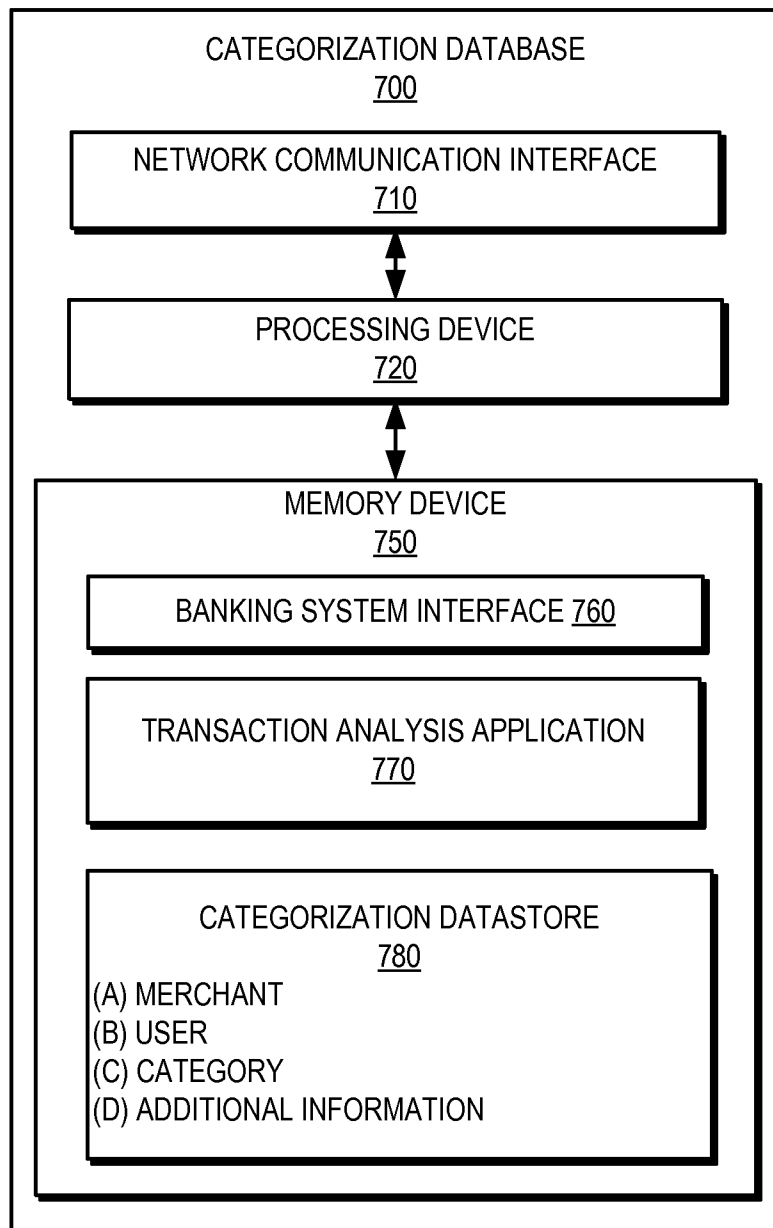 CATEGORIZATION DATABASE
700
NETWORK COMMUNICATION INTERFACE
710
PROCESSING DEVICE
720
MEMORY DEVICE
750
BANKING SYSTEM INTERFACE 760
TRANSACTION ANALYSIS APPLICATION
770
CATEGORIZATION DATASTORE
780
(A) MERCHANT
(B) USER
(C) CATEGORY
(D) ADDITIONAL INFORMATION